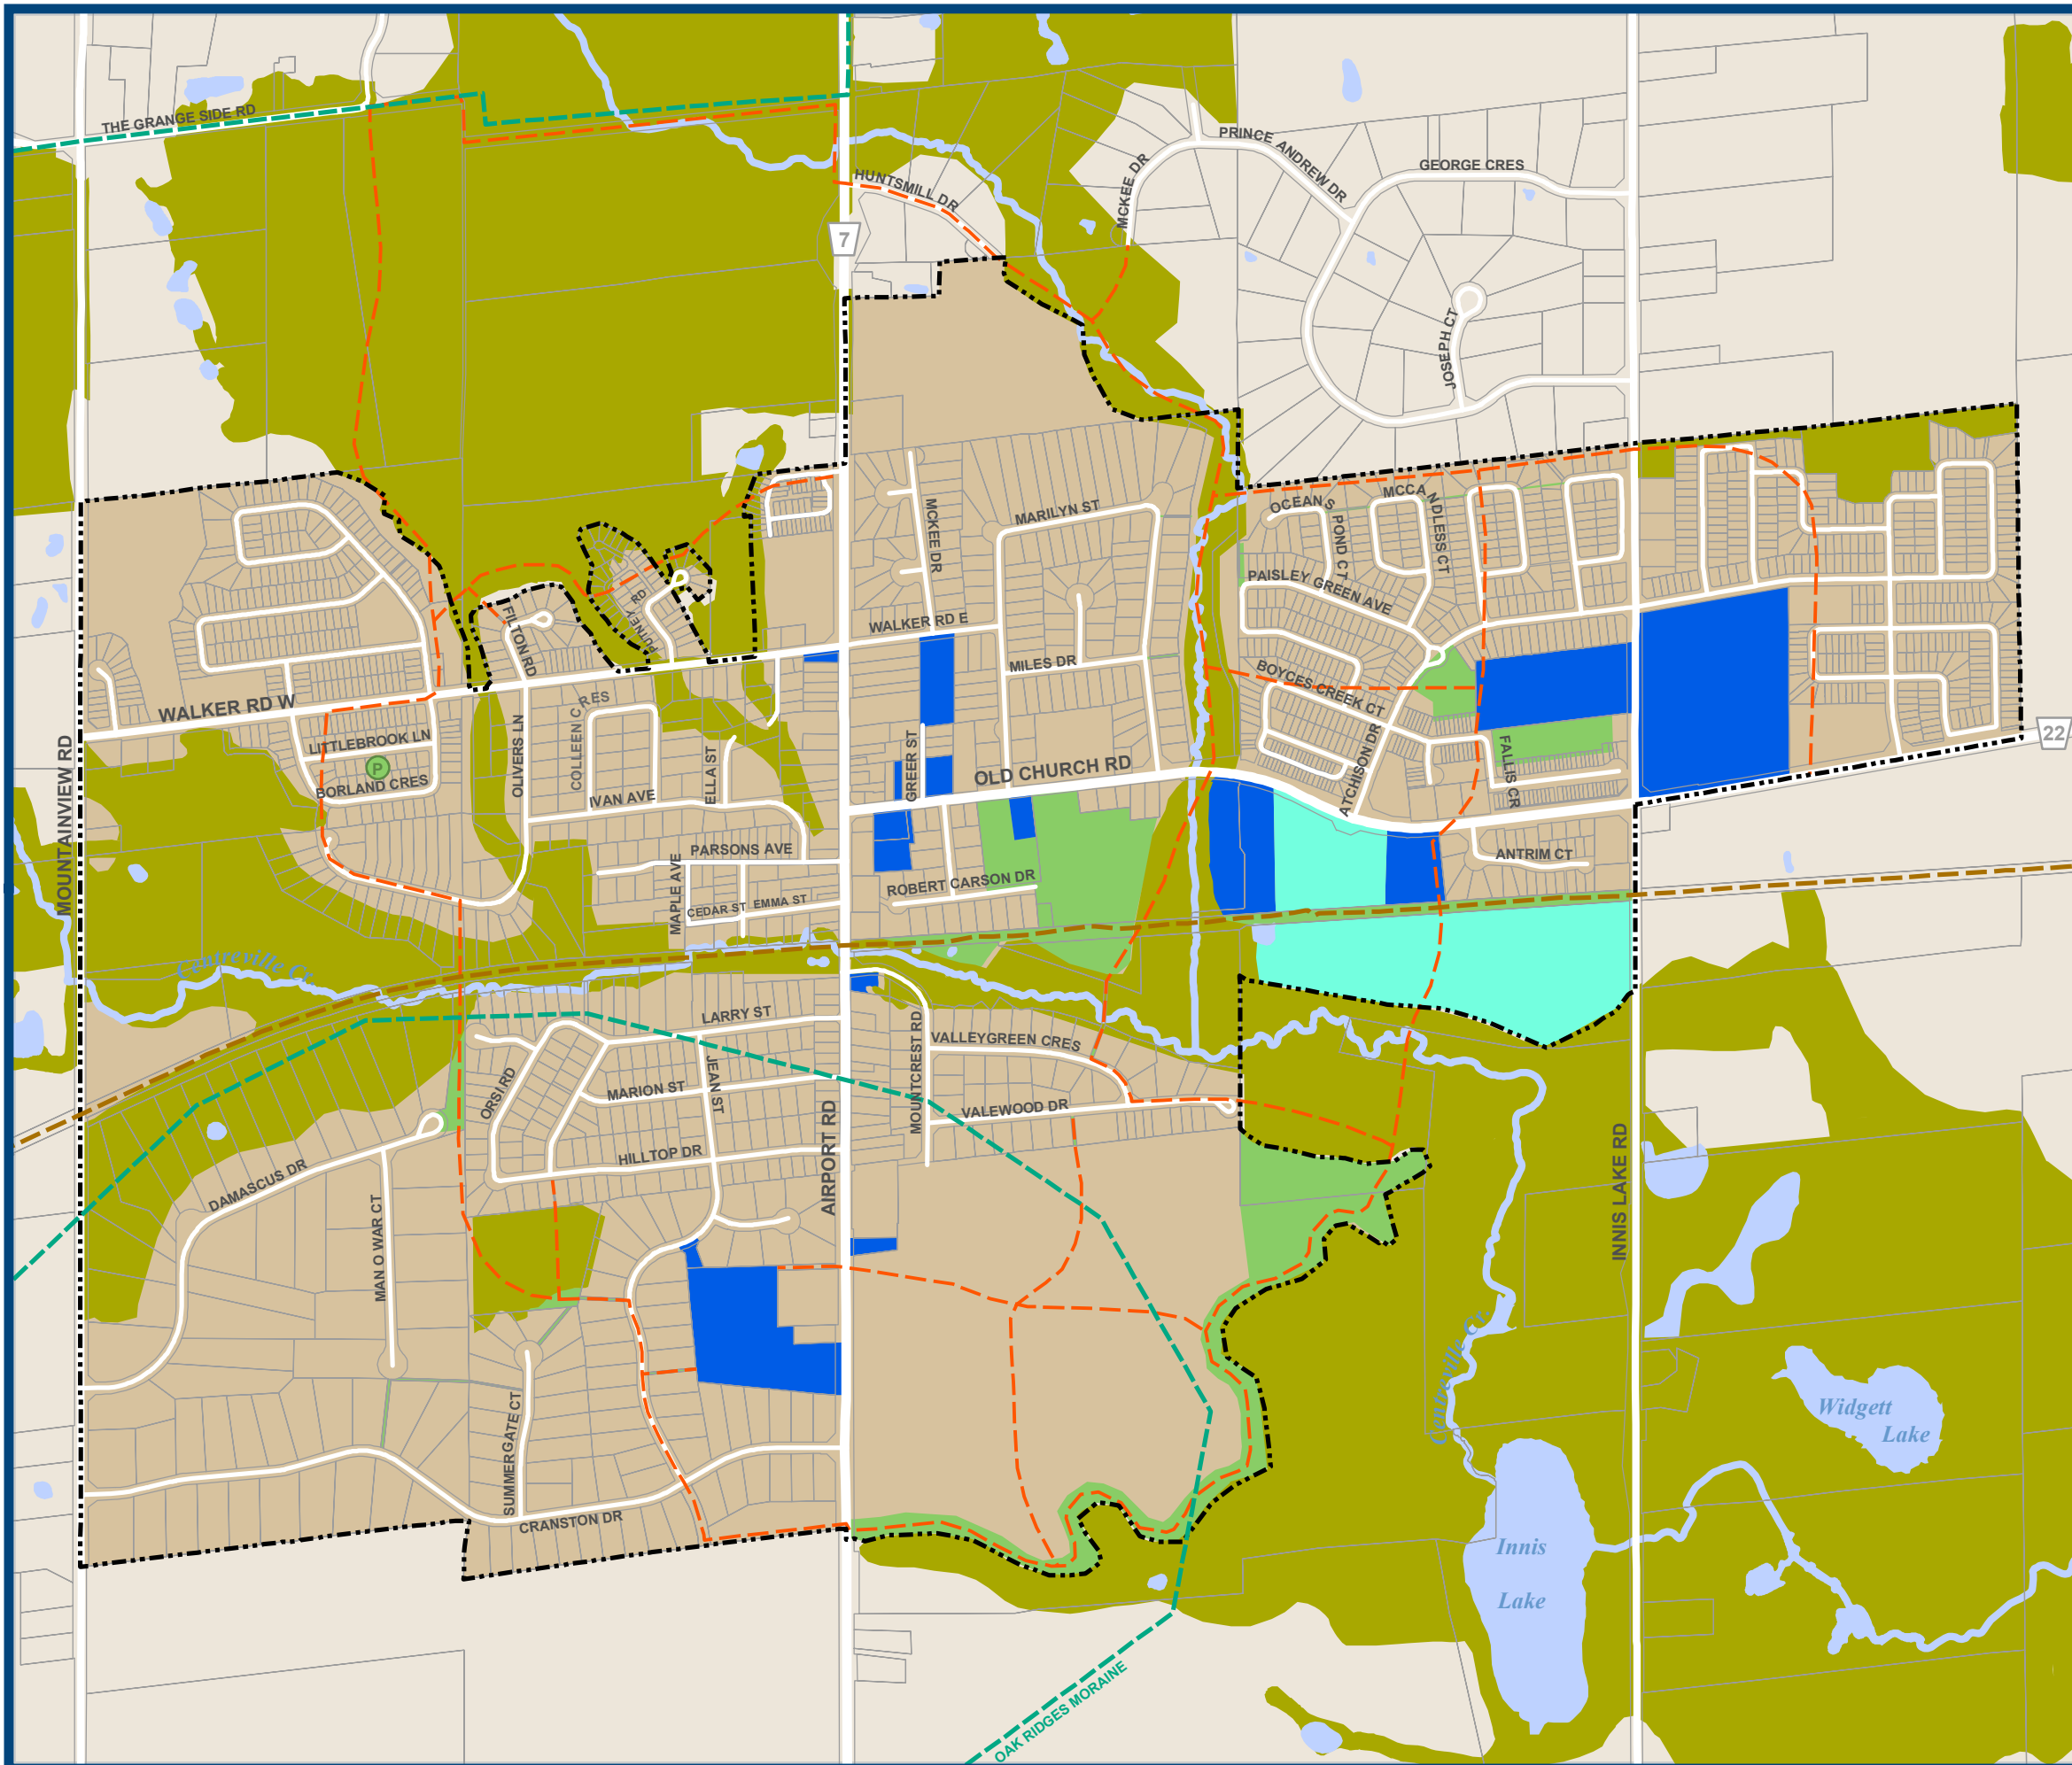 THE GRANGE SIDE RD
PRINCE ANDREW DR
GEORGE CRES
MCKEE DR
HUNTSMILL DR
7
JOSEPH CT
MCKEE DR
MARILYN ST
OCEANS
POND CT
MCCA
NDLESS CT
PAISLEY GREEN AVE
WALKER RD E
PUTNEY
RD
FILTON RD
MILES DR
BOYCES CREEK CT
WALKER RD W
COLLEEN C
RES
22
LITTLEBROOK LN
P
BORLAND CRES
OLIVERS LN
ELLA ST
IVAN AVE
GREER ST
OLD CHURCH RD
ATCHISON DR
FALLIS CR
MOUNTAINVIEW RD
PARSONS AVE
ANTRIM CT
MAPLE AVE
ROBERT CARSON DR
CEDAR ST
EMMA ST
Centreville Cr.
LARRY ST
VALLEYGREEN CRES
MOUNTCREST RD
ORSI RD
MARION ST
JEAN ST
VALEWOOD DR
AIRPORT RD
HILLTOP DR
DAMASCUS DR
INNIS LAKE RD
MAN O WAR CT
Centreville Cr.
SUMMERGATE CT
Widgett
Lake
CRANSTON DR
Innis
Lake
OAK RIDGES MORAINE